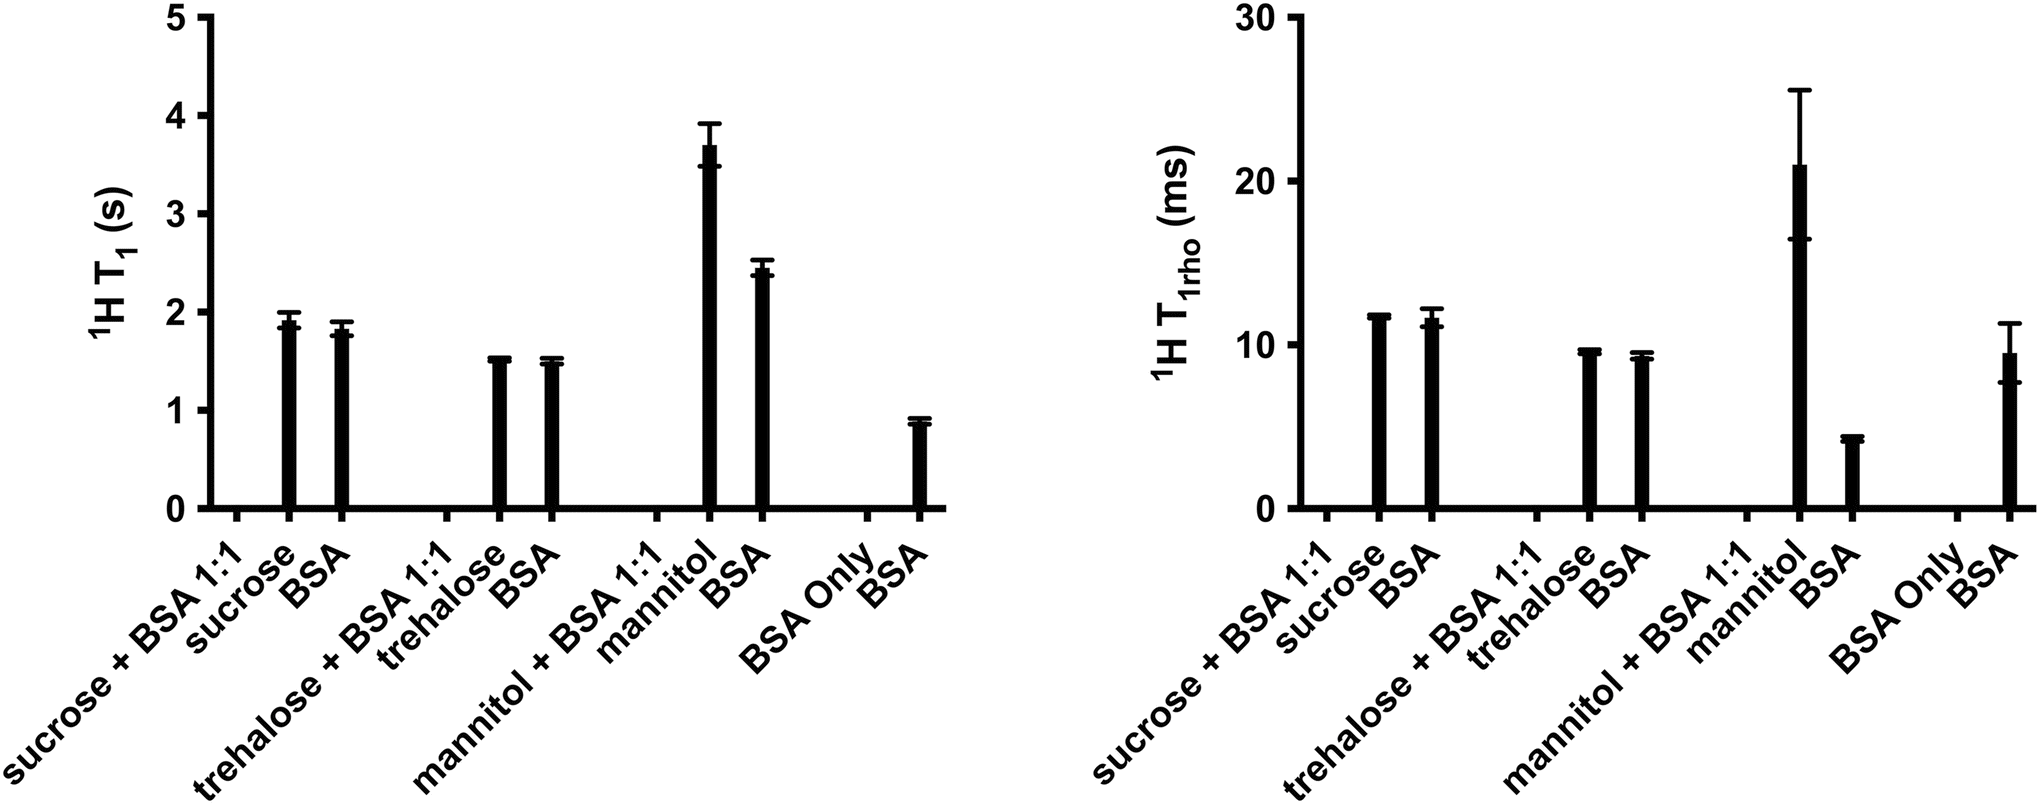 5
4
3
2
1
0
¹H T₁ (s)
sucrose + BSA 1:1
sucrose
BSA
trehalose + BSA 1:1
trehalose
BSA
mannitol + BSA 1:1
mannitol
BSA
BSA Only
BSA
30
20
10
0
¹H T₁rho (ms)
sucrose + BSA 1:1
sucrose
BSA
trehalose + BSA 1:1
trehalose
BSA
mannitol + BSA 1:1
mannitol
BSA
BSA Only
BSA